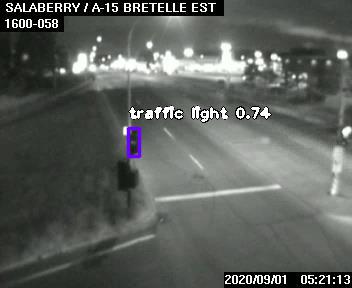 SALABERRY / A-15 BRETELLE EST
1600-058
traffic light 0.74
2020/09/01 05:21:13